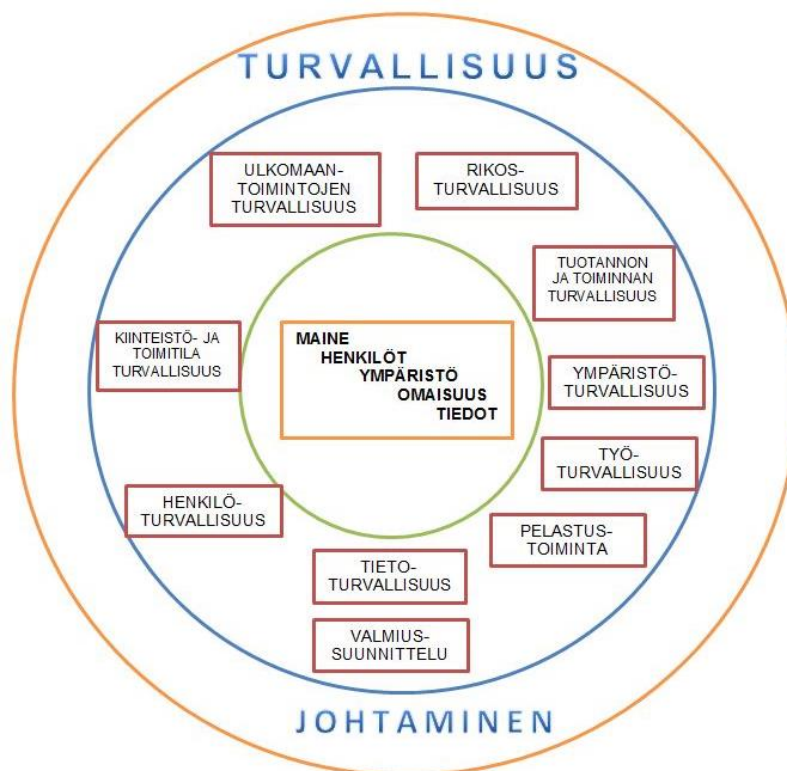 TURVALLISUUS
ULKOMAAN-
TOIMINTOJEN
TURVALLISUUS
RIKOS-
TURVALLISUUS
TUOTANNON
JA TOIMINNAN
TURVALLISUUS
KIINTEISTÖ- JA
TOIMITILA
TURVALLISUUS
MAINE
HENKILÖT
YMPÄRISTÖ
OMAISUUS
TIEDOT
YMPÄRISTÖ-
TURVALLISUUS
TYÖ-
TURVALLISUUS
HENKILÖ-
TURVALLISUUS
PELASTUS-
TOIMINTA
TIETO-
TURVALLISUUS
VALMIUS-
SUUNNITTELU
JOHTAMINEN